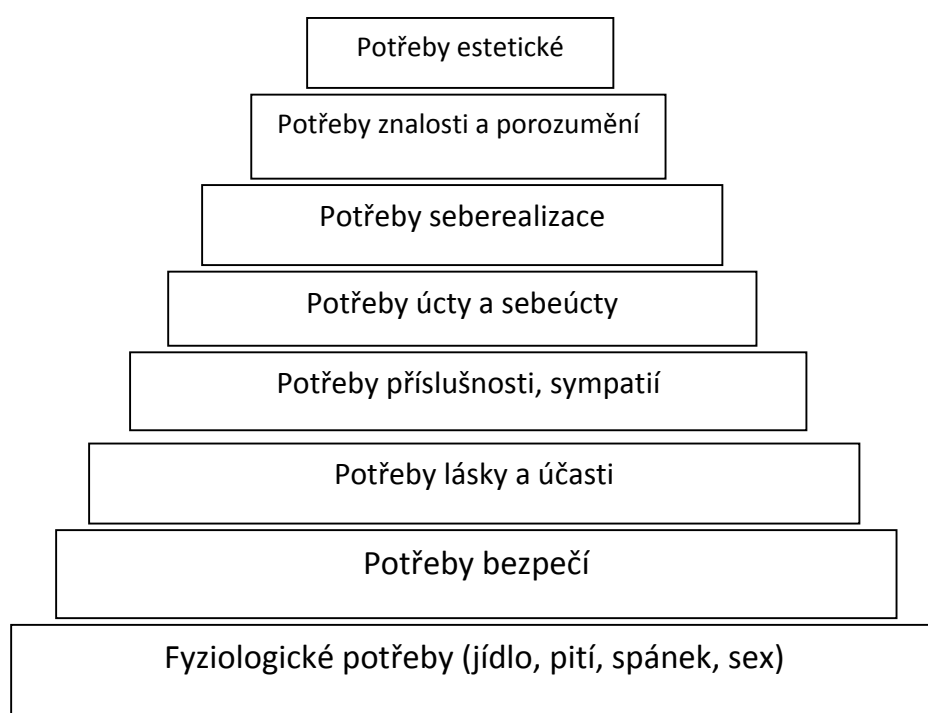 Potřeby estetické
Potřeby znalosti a porozumění
Potřeby seberealizace
Potřeby úcty a sebeúcty
Potřeby příslušnosti, sympatií
Potřeby lásky a účasti
Potřeby bezpečí
Fyziologické potřeby (jídlo, pití, spánek, sex)